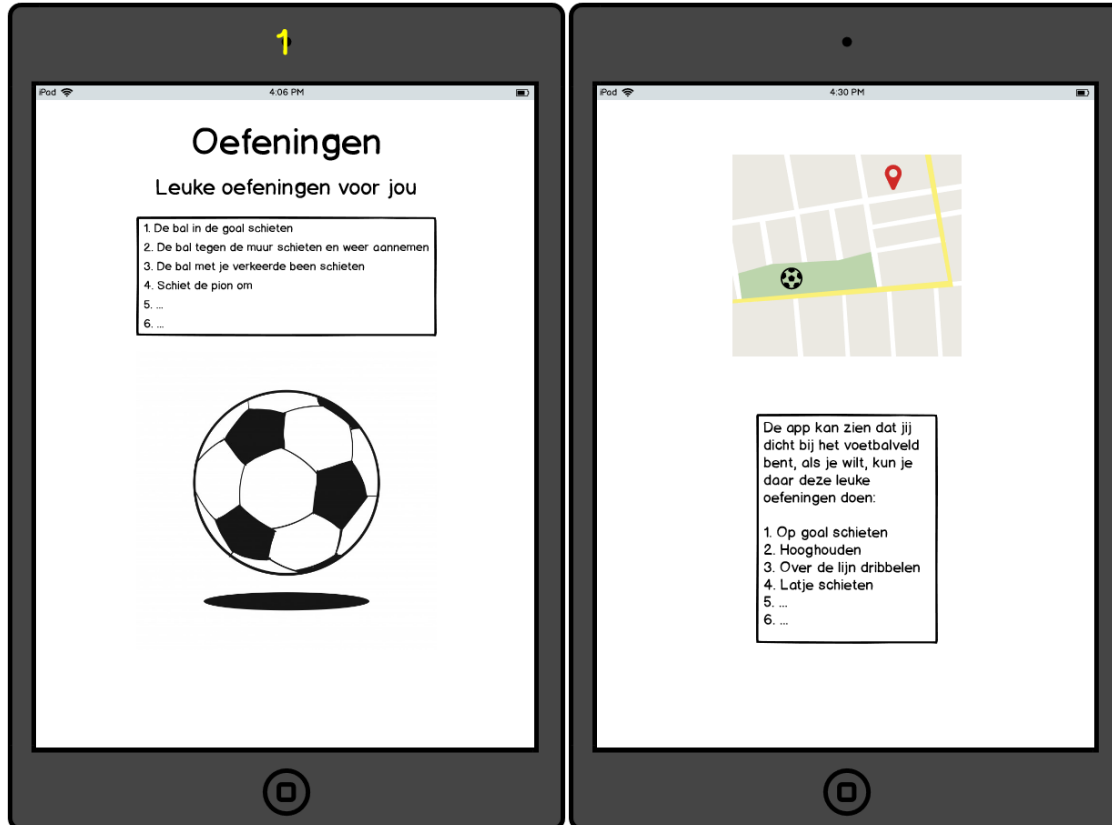 1
iPad
4:06 PM
Oefeningen
Leuke oefeningen voor jou
1. De bal in de goal schieten
2. De bal tegen de muur schieten en weer aannemen
3. De bal met je verkeerde been schieten
4. Schiet de pion om
5. ...
6. ...
iPad
4:30 PM
De app kan zien dat jij
dicht bij het voetbalveld
bent, als je wilt, kun je
daar deze leuke
oefeningen doen:
1. Op goal schieten
2. Hooghouden
3. Over de lijn dribbelen
4. Latje schieten
5. ...
6. ...